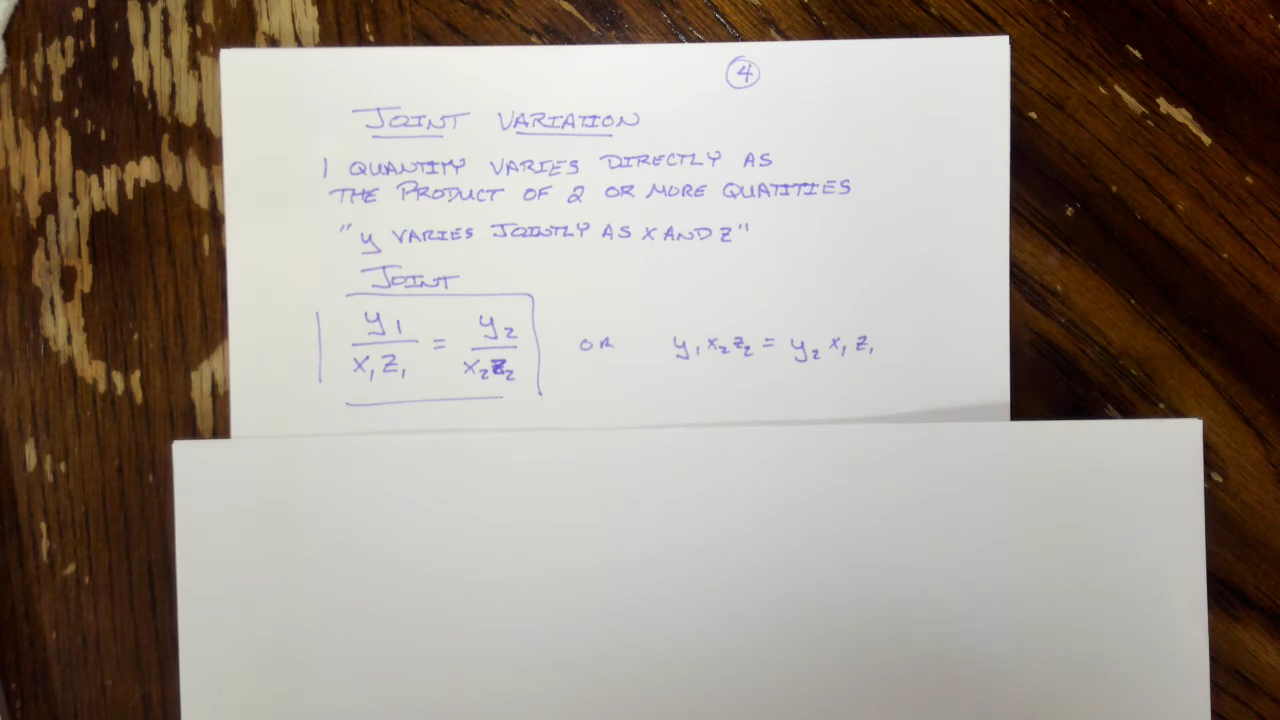 4
JOINT VARIATION
1 QUANTITY VARIES DIRECTLY AS
THE PRODUCT OF 2 OR MORE QUATITIES
"y VARIES JOINTLY AS X AND Z"
JOINT
y₁/x₁z₁ = y₂/x₂z₂ OR y₁x₂z₂ = y₂x₁z₁